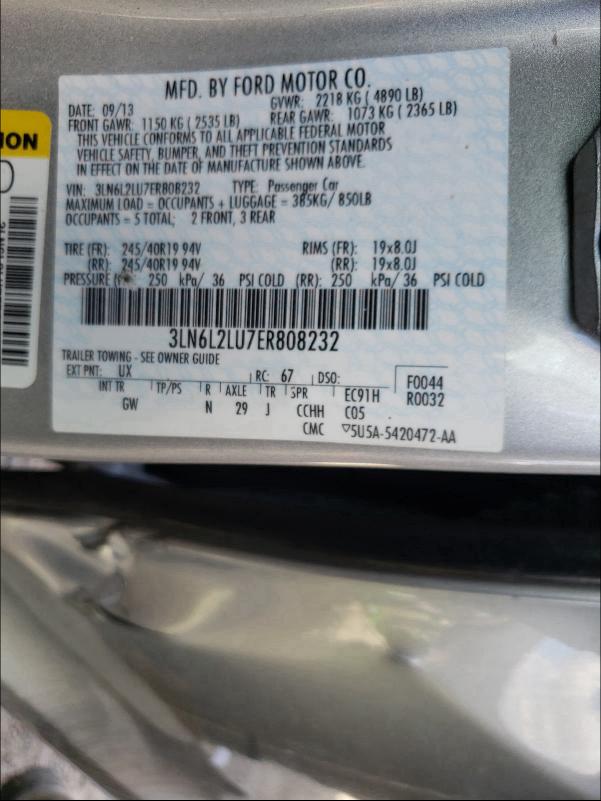 MFD. BY FORD MOTOR CO.
DATE: 09/13 GVWR: 2218 KG ( 4890 LB)
FRONT GAWR: 1150 KG ( 2535 LB) REAR GAWR: 1073 KG ( 2365 LB)
THIS VEHICLE CONFORMS TO ALL APPLICABLE FEDERAL MOTOR
VEHICLE SAFETY, BUMPER, AND THEFT PREVENTION STANDARDS
IN EFFECT ON THE DATE OF MANUFACTURE SHOWN ABOVE.
VIN: 3LN6L2LU7ER808232 TYPE: Passenger Car
MAXIMUM LOAD = OCCUPANTS + LUGGAGE = 385KG/ 850LB
OCCUPANTS = 5 TOTAL; 2 FRONT, 3 REAR
TIRE (FR): 245/40R19 94V RIMS (FR): 19x8.0J
(RR): 245/40R19 94V (RR): 19x8.0J
PRESSURE 250 kPa/ 36 PSI COLD (RR): 250 kPa/ 36 PSI COLD
3LN6L2LU7ER808232
TRAILER TOWING - SEE OWNER GUIDE
EXT PNT: UX RC: 67 DSO:
INT TR TP/PS R AXLE TR SPR EC91H F0044
GW N 29 J CCHH C05 R0032
CMC ▽5U5A-5420472-AA